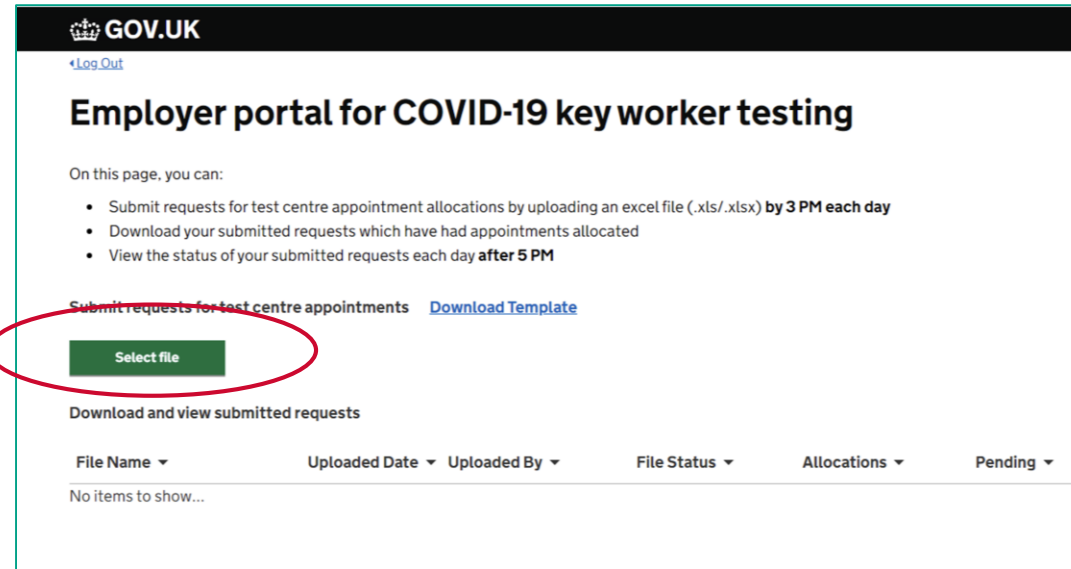 GOV.UK
Log Out
Employer portal for COVID-19 key worker testing
On this page, you can:
• Submit requests for test centre appointment allocations by uploading an excel file (.xls/.xlsx) by 3 PM each day
• Download your submitted requests which have had appointments allocated
• View the status of your submitted requests each day after 5 PM
Submit requests for test centre appointments Download Template
Select file
Download and view submitted requests
File Name Uploaded Date Uploaded By File Status Allocations Pending
No items to show...